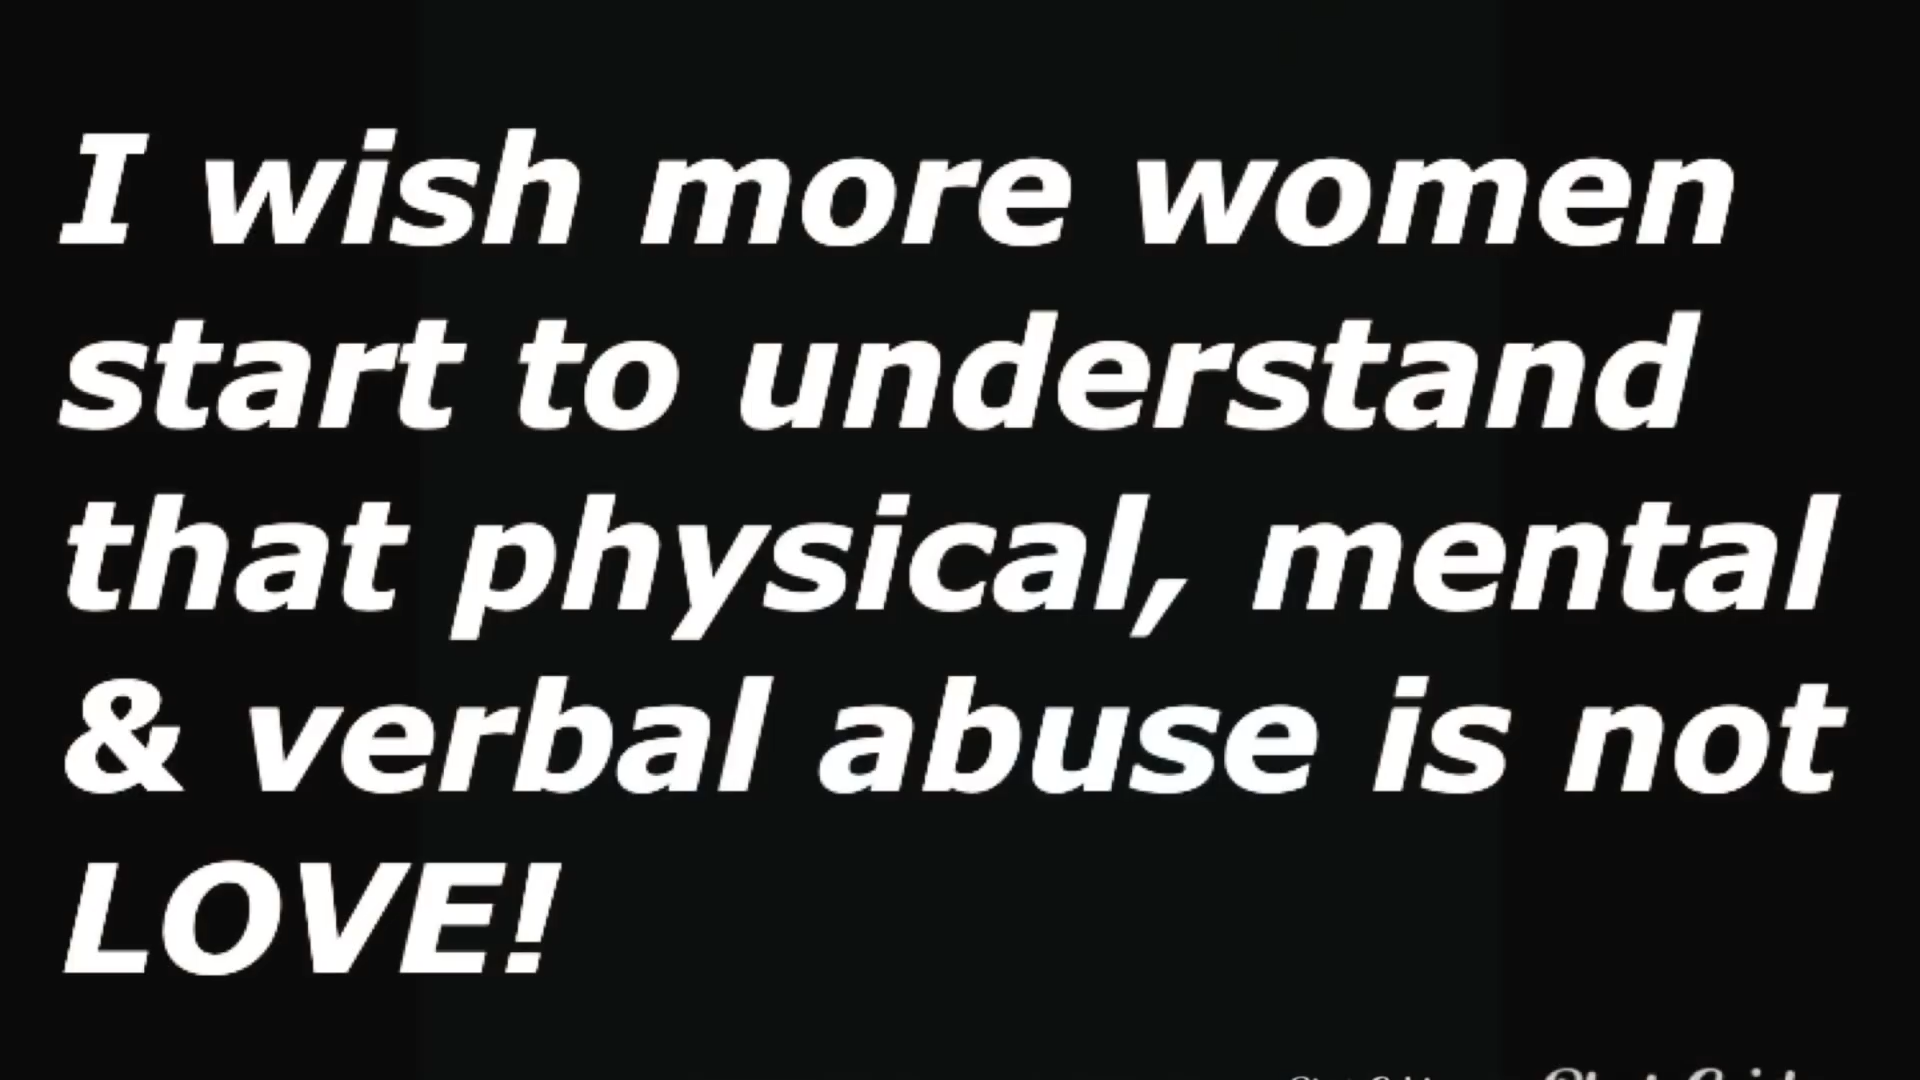 I wish more women
start to understand
that physical, mental
& verbal abuse is not
LOVE!